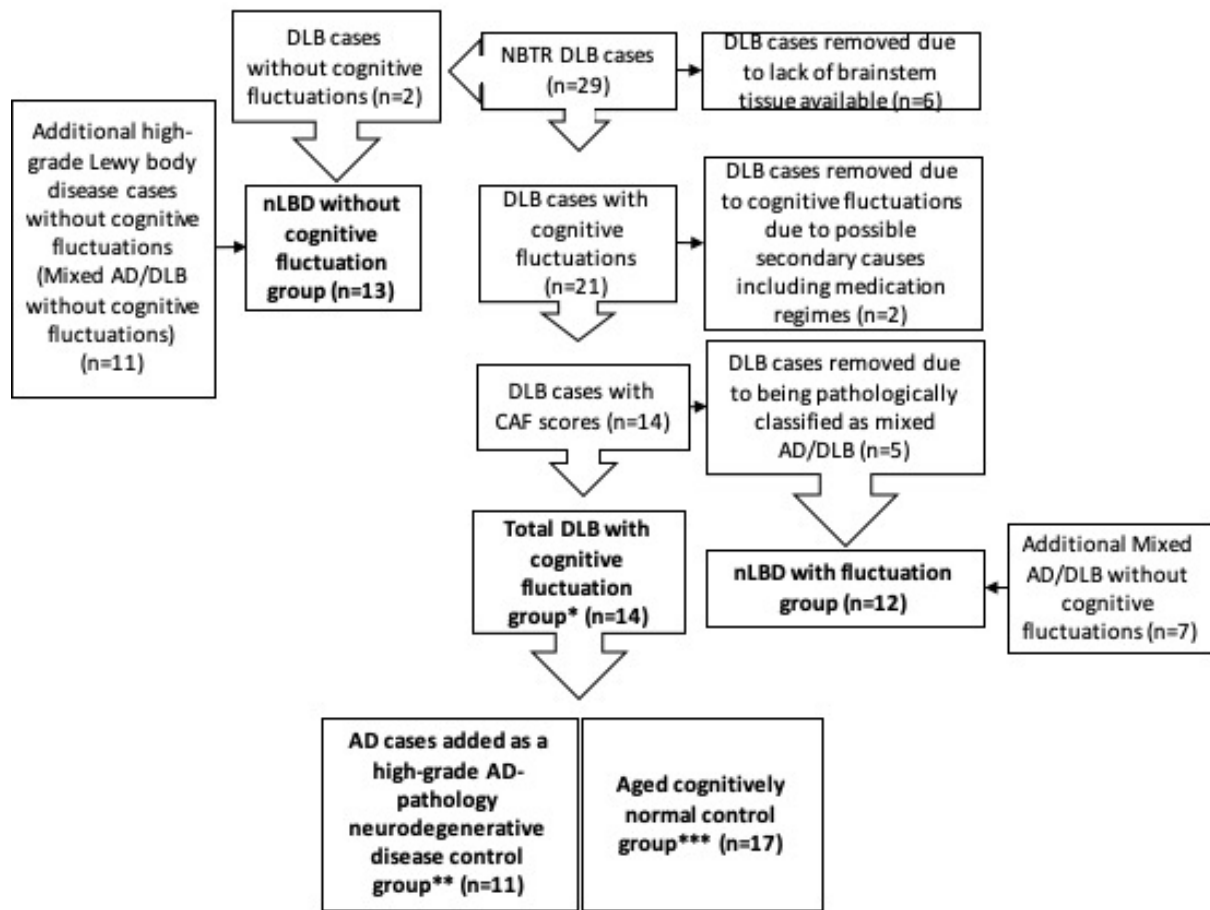 DLB cases
without cognitive
fluctuations (n=2)
NBTR DLB cases
(n=29)
DLB cases removed due
to lack of brainstem
tissue available (n=6)
Additional high-
grade Lewy body
disease cases
without cognitive
fluctuations
(Mixed AD/DLB
without cognitive
fluctuations)
(n=11)
nLBD without
cognitive
fluctuation
group (n=13)
DLB cases with
cognitive
fluctuations
(n=21)
DLB cases removed due
to cognitive fluctuations
due to possible
secondary causes
including medication
regimes (n=2)
DLB cases with
CAF scores (n=14)
DLB cases removed due
to being pathologically
classified as mixed
AD/DLB (n=5)
Total DLB with
cognitive
fluctuation
group* (n=14)
nLBD with fluctuation
group (n=12)
Additional Mixed
AD/DLB without
cognitive
fluctuations (n=7)
AD cases added as a
high-grade AD-
pathology
neurodegenerative
disease control
group** (n=11)
Aged cognitively
normal control
group*** (n=17)